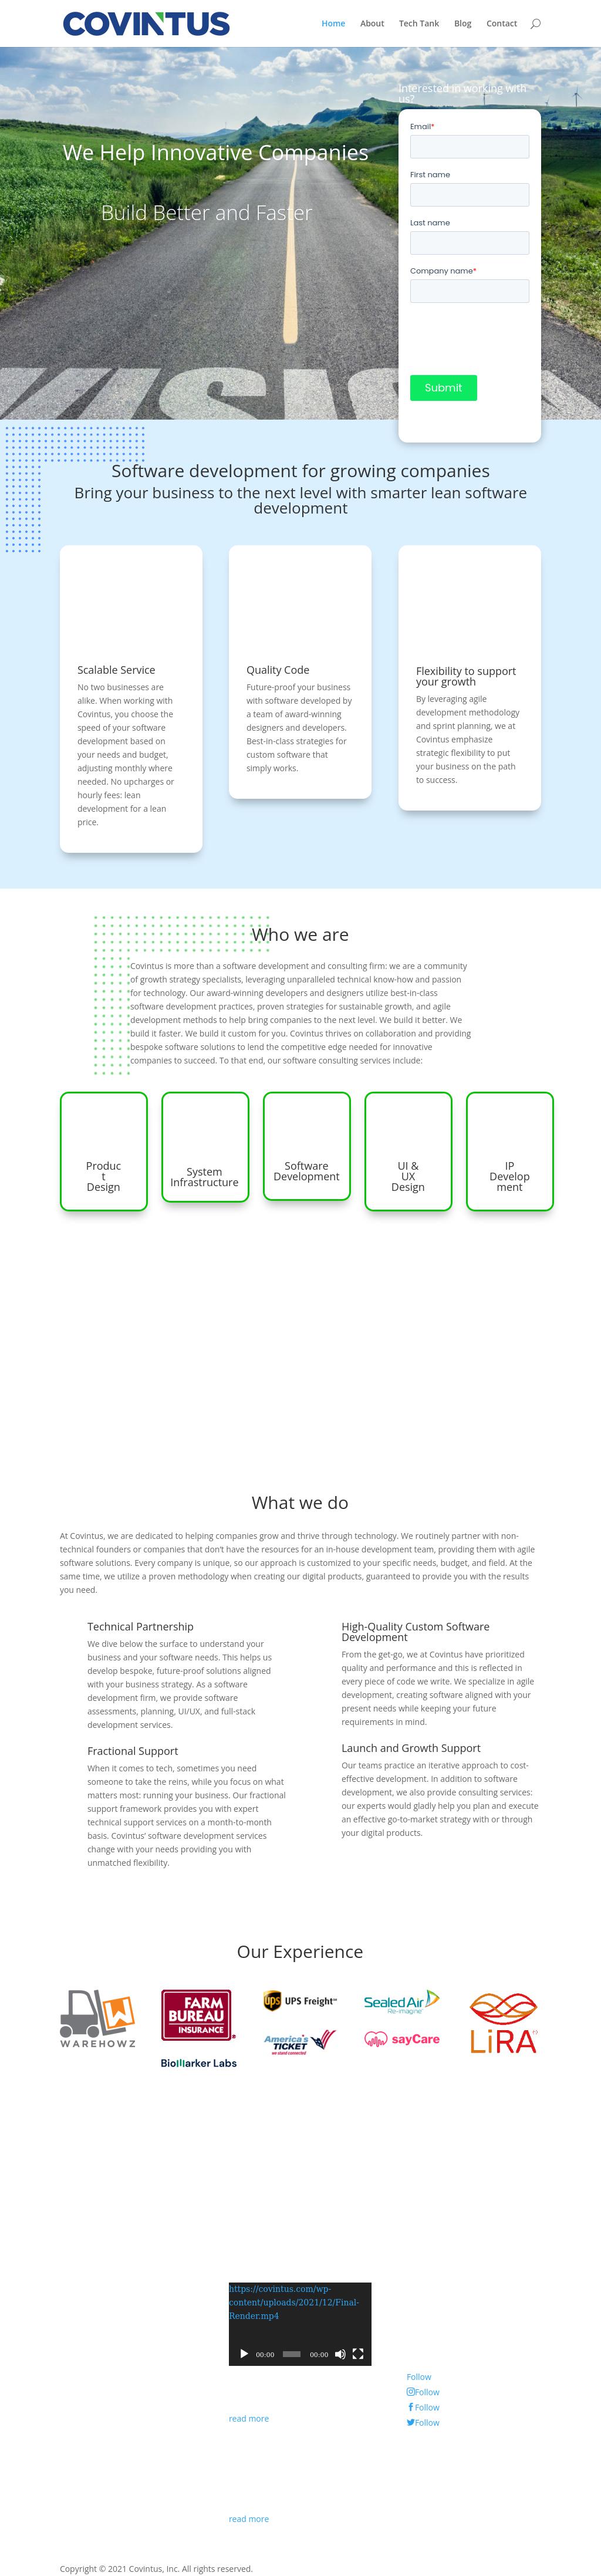 COVINTUS
Home About Tech Tank Blog Contact
Interested in working with
us?
We Help Innovative Companies
Build Better and Faster
Email*
First name
Last name
Company name*
Submit
Software development for growing companies
Bring your business to the next level with smarter lean software
development
Scalable Service
No two businesses are
alike. When working with
Covintus, you choose the
speed of your software
development based on
your needs and budget,
adjusting monthly where
needed. No upcharges or
hourly fees: lean
development for a lean
price.
Quality Code
Future-proof your business
with software developed by
a team of award-winning
designers and developers.
Best-in-class strategies for
custom software that
simply works.
Flexibility to support
your growth
By leveraging agile
development methodology
and sprint planning, we at
Covintus emphasize
strategic flexibility to put
your business on the path
to success.
Who we are
Covintus is more than a software development and consulting firm: we are a community
of growth strategy specialists, leveraging unparalleled technical know-how and passion
for technology. Our award-winning developers and designers utilize best-in-class
software development practices, proven strategies for sustainable growth, and agile
development methods to help bring companies to the next level. We build it better. We
build it faster. We build it custom for you. Covintus thrives on collaboration and providing
bespoke software solutions to lend the competitive edge needed for innovative
companies to succeed. To that end, our software consulting services include:
Produc
t
Design
System
Infrastructure
Software
Development
UI &
UX
Design
IP
Develop
ment
What we do
At Covintus, we are dedicated to helping companies grow and thrive through technology. We routinely partner with non-
technical founders or companies that don’t have the resources for an in-house development team, providing them with agile
software solutions. Every company is unique, so our approach is customized to your specific needs, budget, and field. At the
same time, we utilize a proven methodology when creating our digital products, guaranteed to provide you with the results
you need.
Technical Partnership
We dive below the surface to understand your
business and your software needs. This helps us
develop bespoke, future-proof solutions aligned
with your business strategy. As a software
development firm, we provide software
assessments, planning, UI/UX, and full-stack
development services.
Fractional Support
When it comes to tech, sometimes you need
someone to take the reins, while you focus on what
matters most: running your business. Our fractional
support framework provides you with expert
technical support services on a month-to-month
basis. Covintus’ software development services
change with your needs providing you with
unmatched flexibility.
High-Quality Custom Software
Development
From the get-go, we at Covintus have prioritized
quality and performance and this is reflected in
every piece of code we write. We specialize in agile
development, creating software aligned with your
present needs while keeping your future
requirements in mind.
Launch and Growth Support
Our teams practice an iterative approach to cost-
effective development. In addition to software
development, we also provide consulting services:
our experts would gladly help you plan and execute
an effective go-to-market strategy with or through
your digital products.
Our Experience
WAREHOWZ
FARM
BUREAU
INSURANCE
BioMarker Labs
ups UPS Freight
America's
TICKET
we stand connected
Sealed Air
Re-imagine
sayCare
LiRA
https://covintus.com/wp-
content/uploads/2021/12/Final-
Render.mp4
00:00 00:00
Follow
Follow
Follow
Follow
read more
read more
Copyright © 2021 Covintus, Inc. All rights reserved.